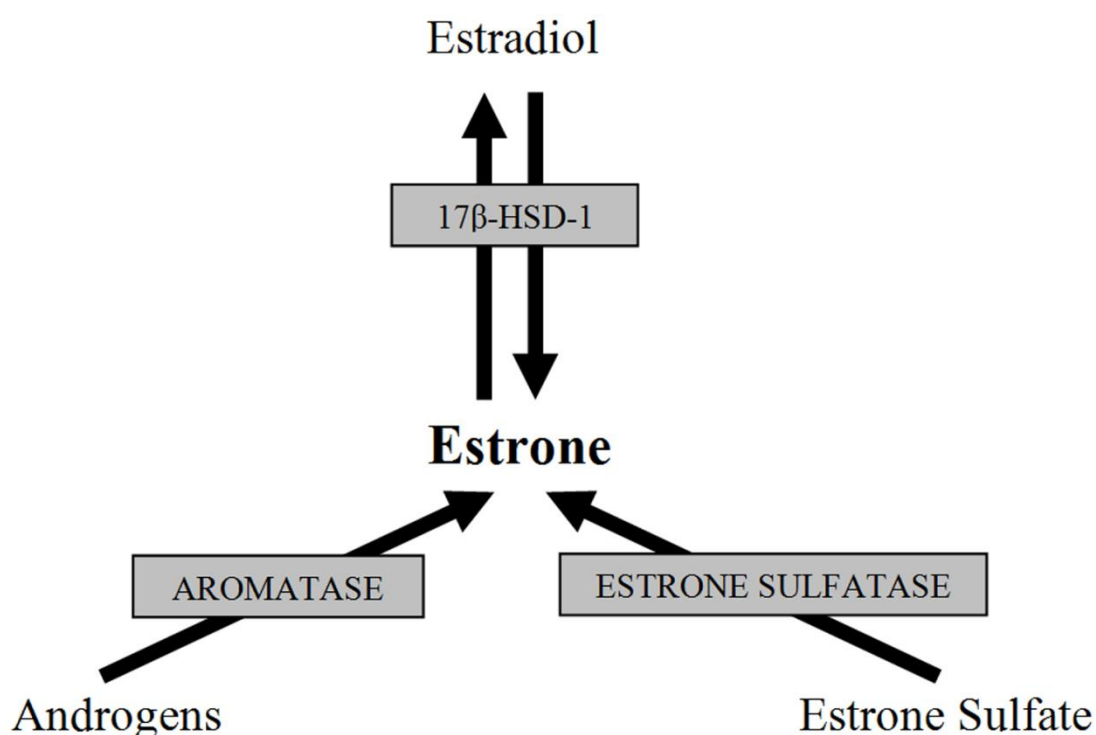 Estradiol
17β-HSD-1
Estrone
AROMATASE
ESTRONE SULFATASE
Androgens
Estrone Sulfate